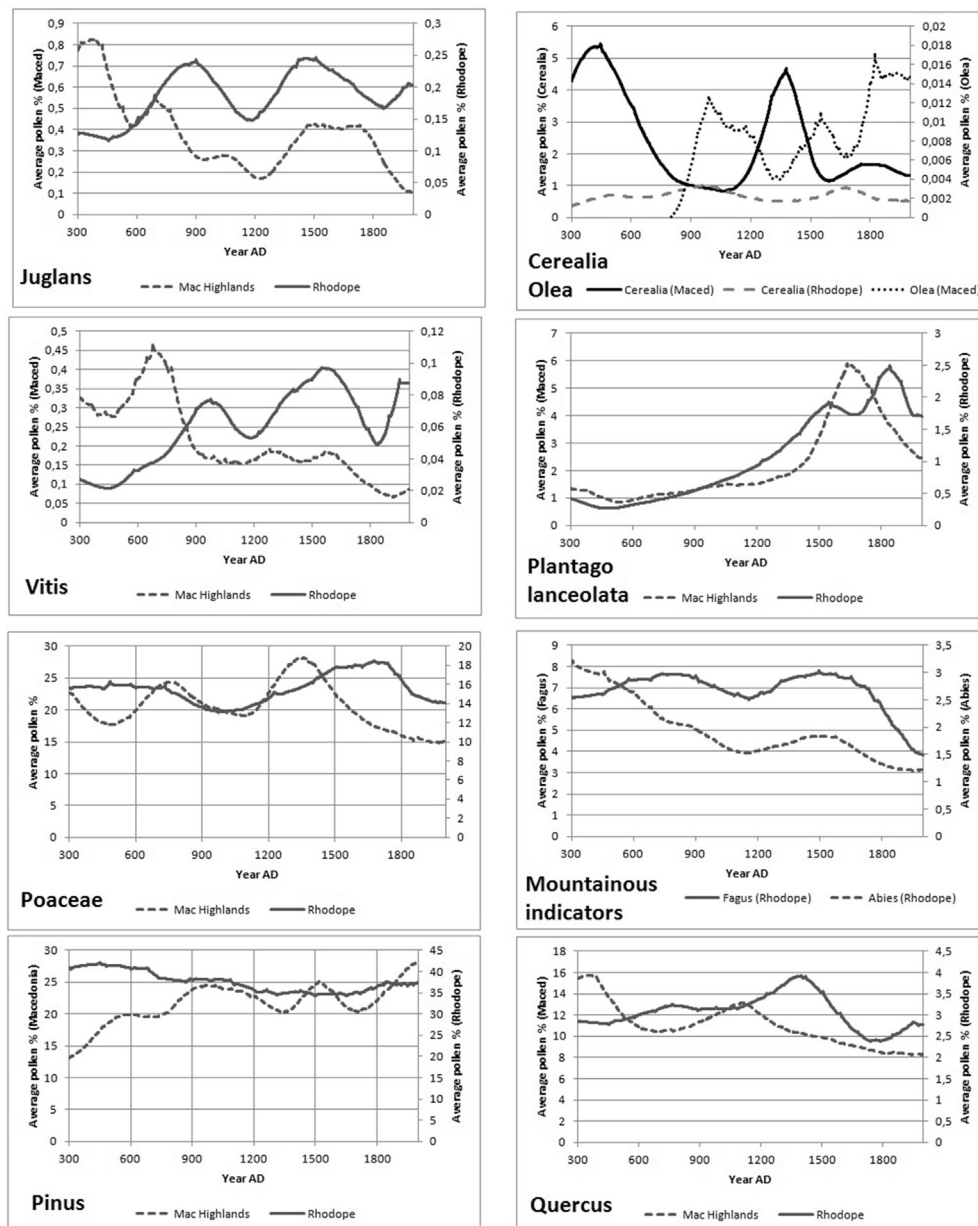 Average pollen % (Maced)
0,9
0,8
0,7
0,6
0,5
0,4
0,3
0,2
0,1
0
0,3
0,25
0,2
0,15
0,1
0,05
0
Average pollen % (Rhodope)
300 600 900 1200 1500 1800
Year AD
Juglans
Mac Highlands Rhodope
Average pollen % (Cerealia)
6
5
4
3
2
1
0
0,02
0,018
0,016
0,014
0,012
0,01
0,008
0,006
0,004
0,002
0
Average pollen % (Olea)
300 600 900 1200 1500 1800
Year AD
Cerealia
Olea
Cerealia (Maced) Cerealia (Rhodope) Olea (Maced)
Average pollen % (Maced)
0,5
0,45
0,4
0,35
0,3
0,25
0,2
0,15
0,1
0,05
0
0,12
0,1
0,08
0,06
0,04
0,02
0
Average pollen % (Rhodope)
300 600 900 1200 1500 1800
Year AD
Vitis
Mac Highlands Rhodope
Average pollen % (Maced)
7
6
5
4
3
2
1
0
3
2,5
2
1,5
1
0,5
0
Average pollen % (Rhodope)
300 600 900 1200 1500 1800
Year AD
Plantago
lanceolata
Mac Highlands Rhodope
Average pollen %
30
25
20
15
10
5
0
20
18
16
14
12
10
8
6
4
2
0
300 600 900 1200 1500 1800
Year AD
Poaceae
Mac Highlands Rhodope
Average pollen % (Fagus)
9
8
7
6
5
4
3
2
1
0
3,5
3
2,5
2
1,5
1
0,5
0
Average pollen % (Abies)
300 600 900 1200 1500 1800
Year AD
Mountainous
indicators
Fagus (Rhodope) Abies (Rhodope)
Average pollen % (Macedonia)
30
25
20
15
10
5
0
45
40
35
30
25
20
15
10
5
0
Average pollen % (Rhodope)
300 600 900 1200 1500 1800
Year AD
Pinus
Mac Highlands Rhodope
Average pollen % (Maced)
18
16
14
12
10
8
6
4
2
0
4,5
4
3,5
3
2,5
2
1,5
1
0,5
0
Average pollen % (Rhodope)
300 600 900 1200 1500 1800
Year AD
Quercus
Mac Highlands Rhodope